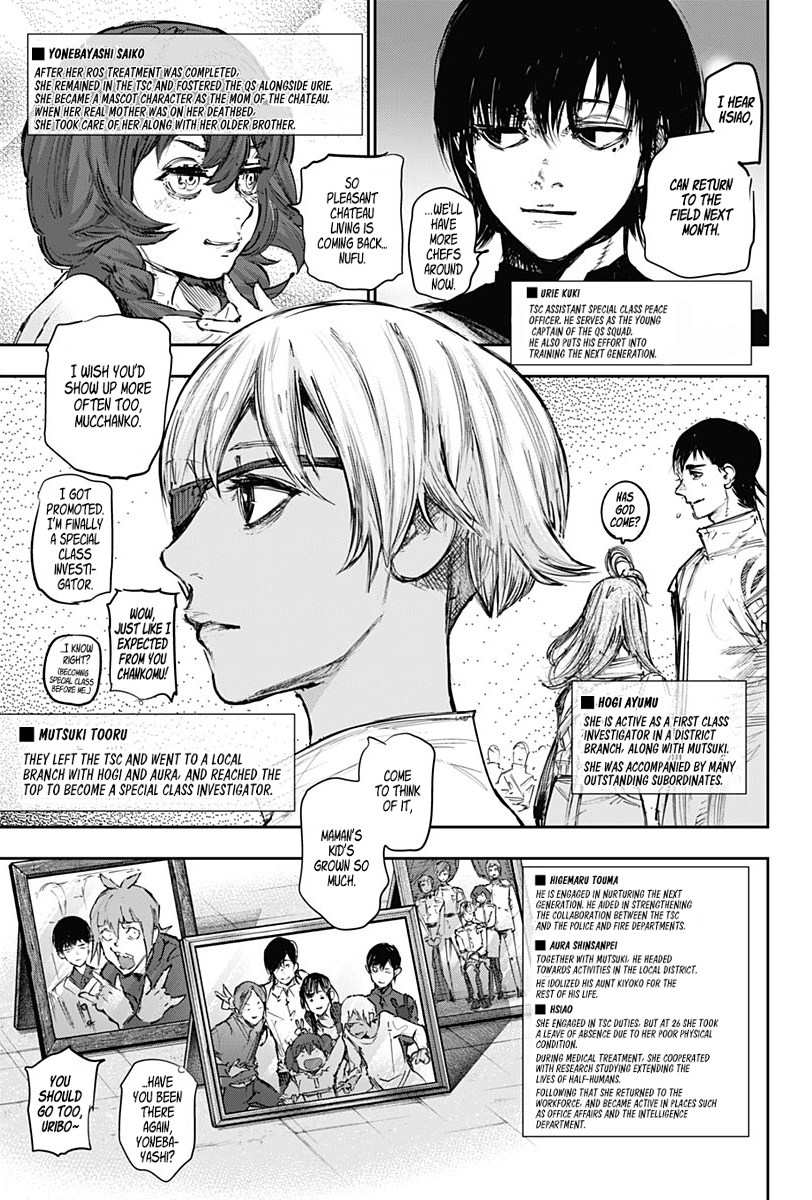 I HEAR
HSIAO,
CAN RETURN
TO THE
FIELD NEXT
MONTH.
...WE'LL
HAVE
MORE
CHEFS
AROUND
NOW.
■ URIE KUKI
TSC ASSISTANT SPECIAL CLASS PEACE
OFFICER. HE SERVES AS THE YOUNG
CAPTAIN OF THE QS SQUAD.
HE ALSO PUTS HIS EFFORT INTO
TRAINING THE NEXT GENERATION.
■ YONEBAYASHI SAIKO
AFTER HER ROS TREATMENT WAS COMPLETED,
SHE REMAINED IN THE TSC AND FOSTERED THE QS ALONGSIDE URIE.
SHE BECAME A MASCOT CHARACTER AS THE MOM OF THE CHATEAU.
WHEN HER REAL MOTHER WAS ON HER DEATHBED,
SHE TOOK CARE OF HER ALONG WITH HER OLDER BROTHER.
SO
PLEASANT
CHATEAU
LIVING IS
COMING BACK...
NUFU.
HAS
GOD
COME?
■ HOGI AYUMU
SHE IS ACTIVE AS A FIRST CLASS
INVESTIGATOR IN A DISTRICT
BRANCH, ALONG WITH MUTSUKI.
SHE WAS ACCOMPANIED BY MANY
OUTSTANDING SUBORDINATES.
I WISH YOU'D
SHOW UP MORE
OFTEN TOO,
MUCCHANKO.
I GOT
PROMOTED.
I'M FINALLY
A SPECIAL
CLASS
INVESTI-
GATOR.
WOW,
JUST LIKE I
EXPECTED
FROM YOU
CHANKOMU!
...I KNOW
RIGHT?
(BECOMING
SPECIAL CLASS
BEFORE ME...)
■ MUTSUKI TOORU
THEY LEFT THE TSC AND WENT TO A LOCAL
BRANCH WITH HOGI AND AURA, AND REACHED THE
TOP TO BECOME A SPECIAL CLASS INVESTIGATOR.
COME
TO THINK
OF IT,
MAMAN'S
KID'S
GROWN SO
MUCH.
■ HIGEMARU TOUMA
HE IS ENGAGED IN NURTURING THE NEXT
GENERATION. HE AIDED IN STRENGTHENING
THE COLLABORATION BETWEEN THE TSC
AND THE POLICE AND FIRE DEPARTMENTS.
■ AURA SHINSANPEI
TOGETHER WITH MUTSUKI, HE HEADED
TOWARDS ACTIVITIES IN THE LOCAL DISTRICT.
HE IDOLIZED HIS AUNT KIYOKO FOR THE
REST OF HIS LIFE.
■ HSIAO
SHE ENGAGED IN TSC DUTIES, BUT AT 26 SHE TOOK
A LEAVE OF ABSENCE DUE TO HER POOR PHYSICAL
CONDITION.
DURING MEDICAL TREATMENT, SHE COOPERATED
WITH RESEARCH STUDYING EXTENDING THE
LIVES OF HALF-HUMANS.
FOLLOWING THAT SHE RETURNED TO THE
WORKFORCE, AND BECAME ACTIVE IN PLACES SUCH
AS OFFICE AFFAIRS AND THE INTELLIGENCE
DEPARTMENT.
...HAVE
YOU BEEN
THERE
AGAIN,
YONEBA-
YASHI?
YOU
SHOULD
GO TOO,
URIBO~